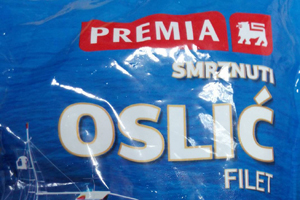 PREMIA
SMRZNUTI
OSLIĆ
FILET